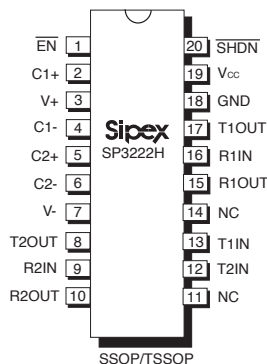 EN 1 20 SHDN
C1+ 2 19 Vcc
V+ 3 18 GND
C1- 4 Sipex 17 T1OUT
C2+ 5 SP3222H 16 R1IN
C2- 6 15 R1OUT
V- 7 14 NC
T2OUT 8 13 T1IN
R2IN 9 12 T2IN
R2OUT 10 11 NC
SSOP/TSSOP